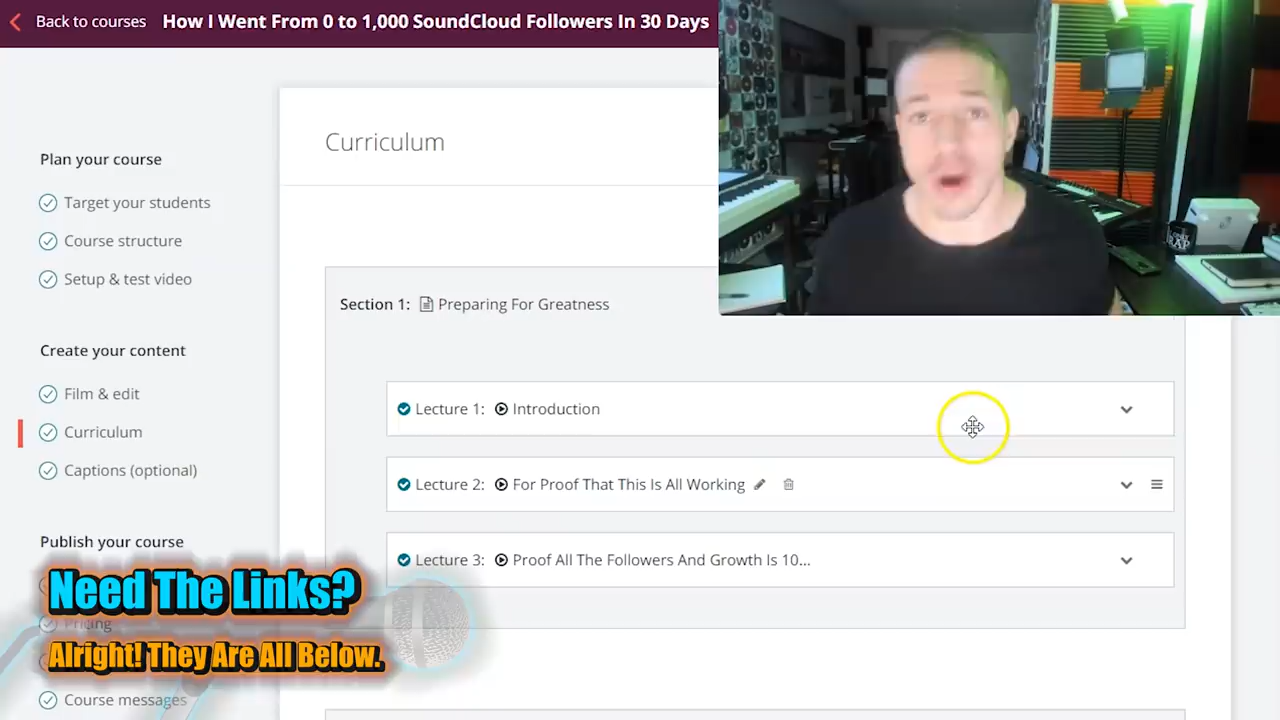 Back to courses
How I Went From 0 to 1,000 SoundCloud Followers In 30 Days
Plan your course
Target your students
Course structure
Setup & test video
Create your content
Film & edit
Curriculum
Captions (optional)
Publish your course
Pricing
Course messages
Curriculum
Section 1: Preparing For Greatness
Lecture 1: Introduction
Lecture 2: For Proof That This Is All Working
Lecture 3: Proof All The Followers And Growth Is 10...
Need The Links?
Alright! They Are All Below.
RAP